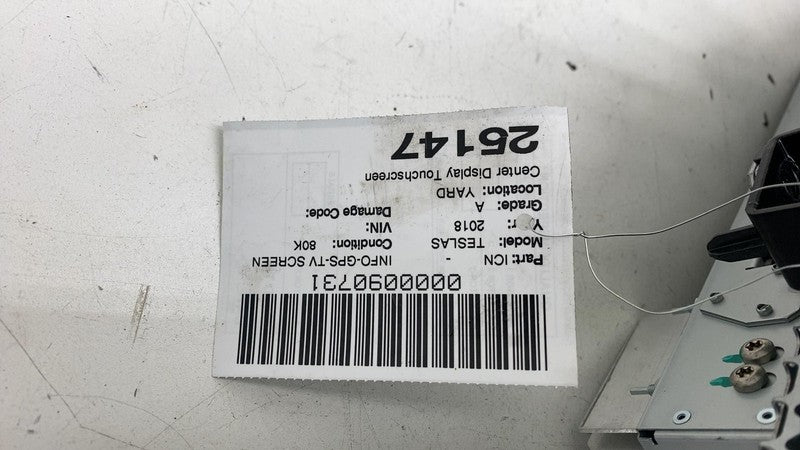 0000090731
Part: ICN - INFO-GPS-TV SCREEN
Model: TESLAS Condition: 80K
Year: 2018 VIN:
Grade: A Damage Code:
Location: YARD
Center Display Touchscreen
25147